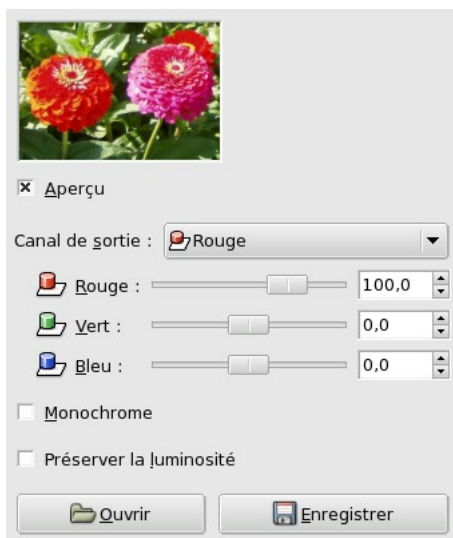 Aperçu
Canal de sortie : Rouge
Rouge : 100,0
Vert : 0,0
Bleu : 0,0
Monochrome
Préserver la luminosité
Ouvrir Enregistrer